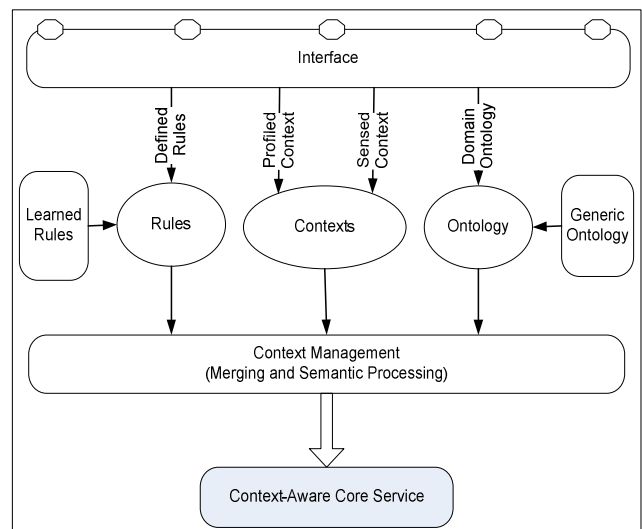 Interface
Defined
Rules
Profiled
Context
Sensed
Context
Domain
Ontology
Learned
Rules
Rules
Contexts
Ontology
Generic
Ontology
Context Management
(Merging and Semantic Processing)
Context-Aware Core Service